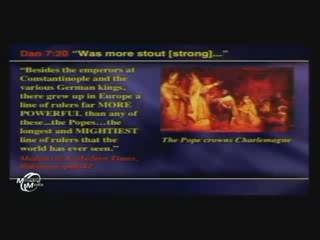 Dan 7:20 “Was more stout [strong]...”
“Besides the emperors at
Constantinople and the
various German kings,
there grew up in Europe a
line of rulers far MORE
POWERFUL than any of
these...the Popes...the
longest and MIGHTIEST
line of rulers that the
world has ever seen.”
The Pope crowns Charlemagne